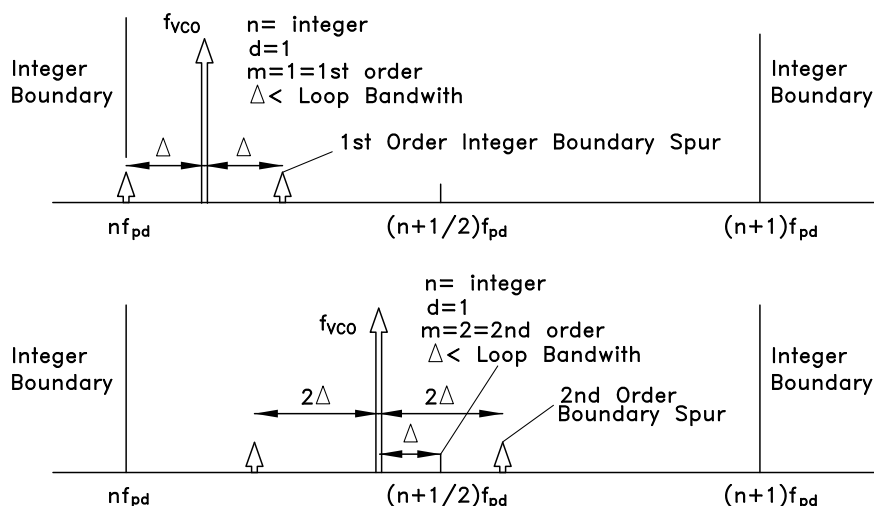 fVCO
n= integer
d=1
m=1=1st order
△< Loop Bandwith
Integer
Boundary
Integer
Boundary
△
△
1st Order Integer Boundary Spur
nfpd
(n+1/2)fpd
(n+1)fpd
n= integer
d=1
m=2=2nd order
△< Loop Bandwith
fVCO
Integer
Boundary
Integer
Boundary
2△
2△
△
2nd Order
Boundary Spur
nfpd
(n+1/2)fpd
(n+1)fpd